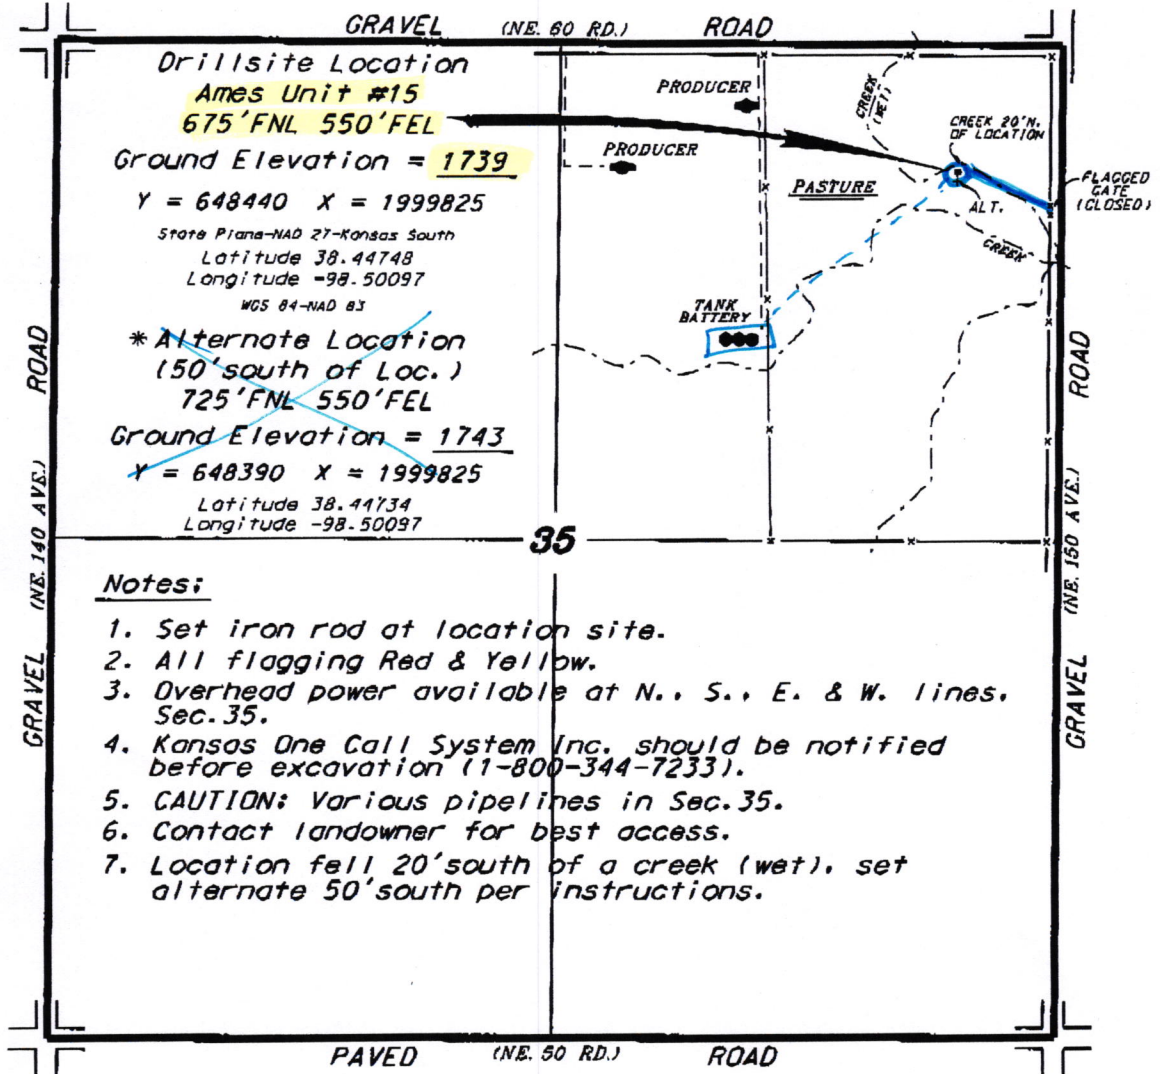 GRAVEL (NE. 60 RD.) ROAD
Drillsite Location
Ames Unit #15
675'FNL 550'FEL
Ground Elevation = 1739
Y = 648440 X = 1999825
State Plane-NAD 27-Kansas South
Latitude 38.44748
Longitude -98.50097
WGS 84-NAD 83
* Alternate Location
(50'south of Loc.)
725'FNL 550'FEL
Ground Elevation = 1743
Y = 648390 X = 1999825
Latitude 38.44734
Longitude -98.50097
PRODUCER
PRODUCER
CREEK
(WET)
CREEK 20'N.
OF LOCATION
PASTURE
ALT.
FLAGGED
GATE
(CLOSED)
CREEK
TANK
BATTERY
35
GRAVEL (NE. 140 AVE.) ROAD
GRAVEL (NE. 150 AVE.) ROAD
Notes:
1. Set iron rod at location site.
2. All flagging Red & Yellow.
3. Overhead power available at N., S., E. & W. lines,
Sec.35.
4. Kansas One Call System Inc. should be notified
before excavation (1-800-344-7233).
5. CAUTION: Various pipelines in Sec.35.
6. Contact landowner for best access.
7. Location fell 20'south of a creek (wet), set
alternate 50'south per instructions.
PAVED (NE. 50 RD.) ROAD